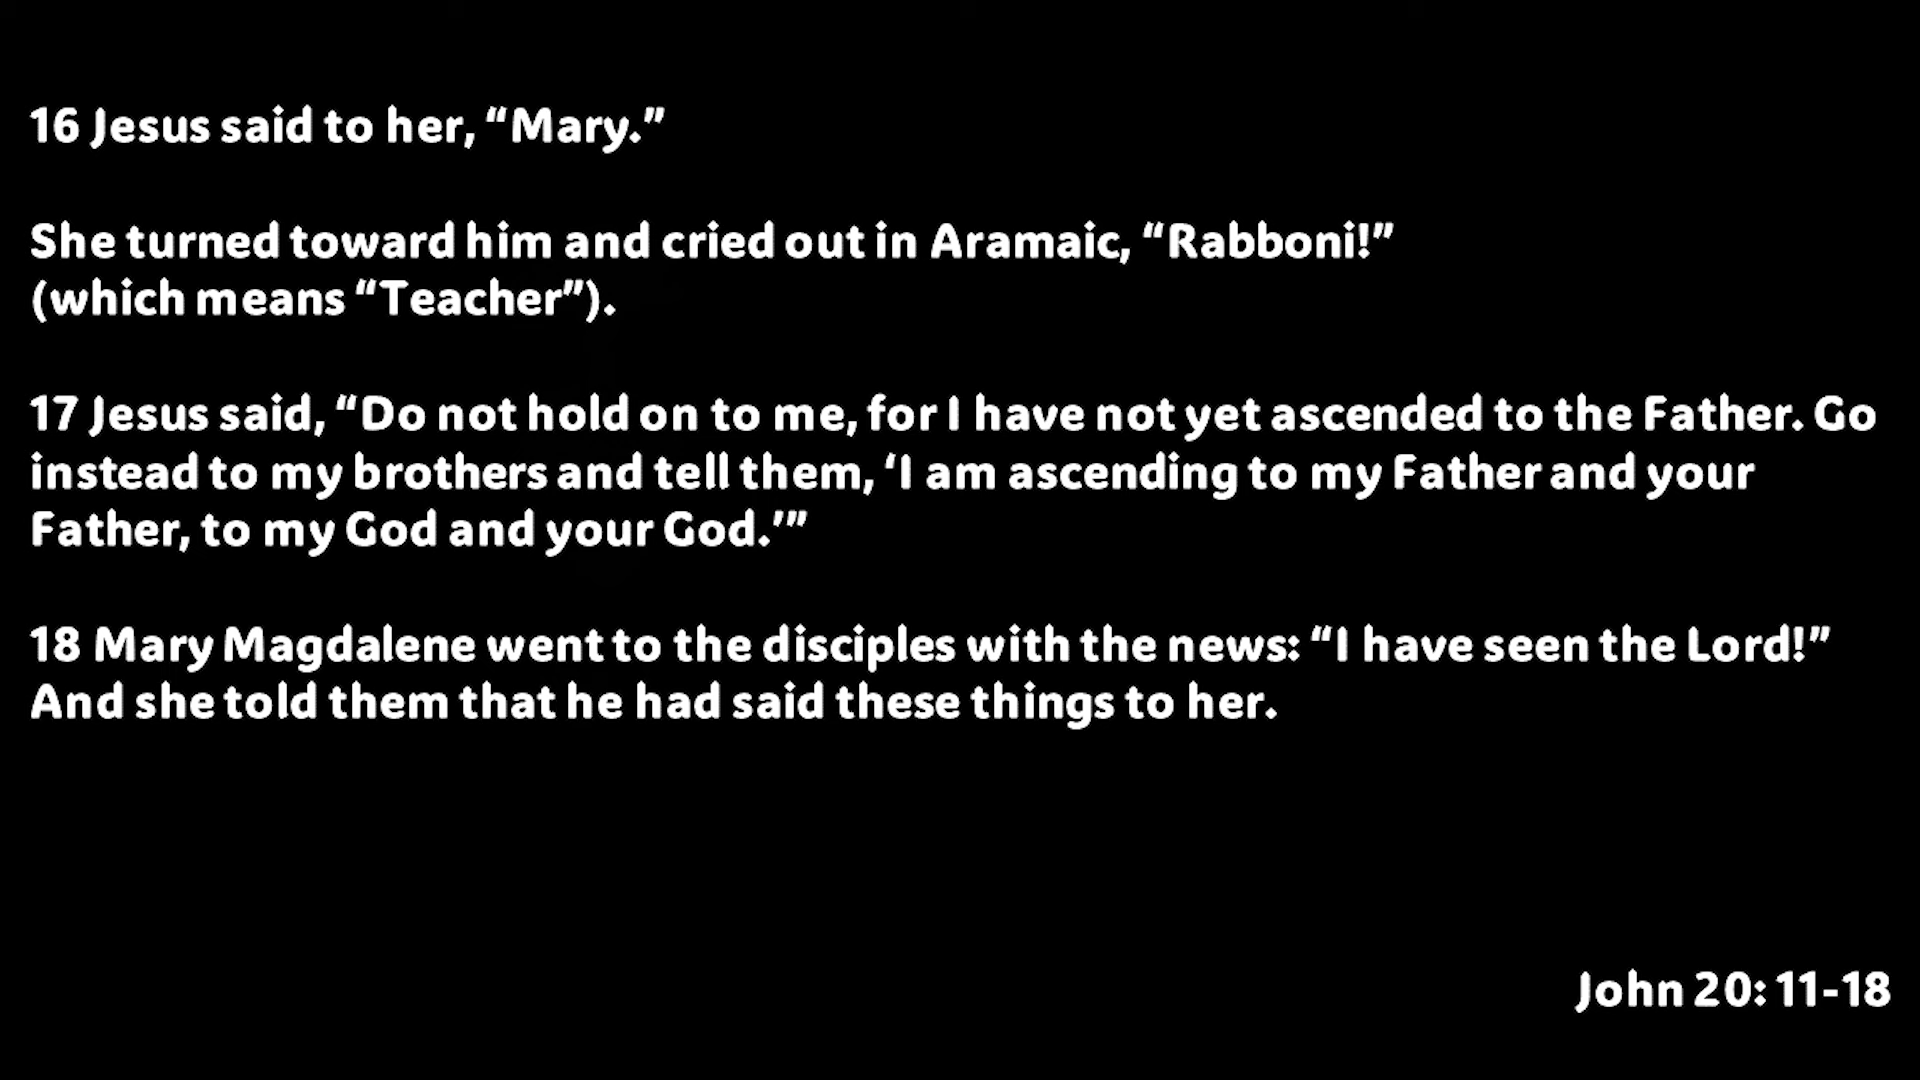 16 Jesus said to her, “Mary.”
She turned toward him and cried out in Aramaic, “Rabboni!”
(which means “Teacher”).
17 Jesus said, “Do not hold on to me, for I have not yet ascended to the Father. Go
instead to my brothers and tell them, ‘I am ascending to my Father and your
Father, to my God and your God.’”
18 Mary Magdalene went to the disciples with the news: “I have seen the Lord!”
And she told them that he had said these things to her.
John 20: 11-18